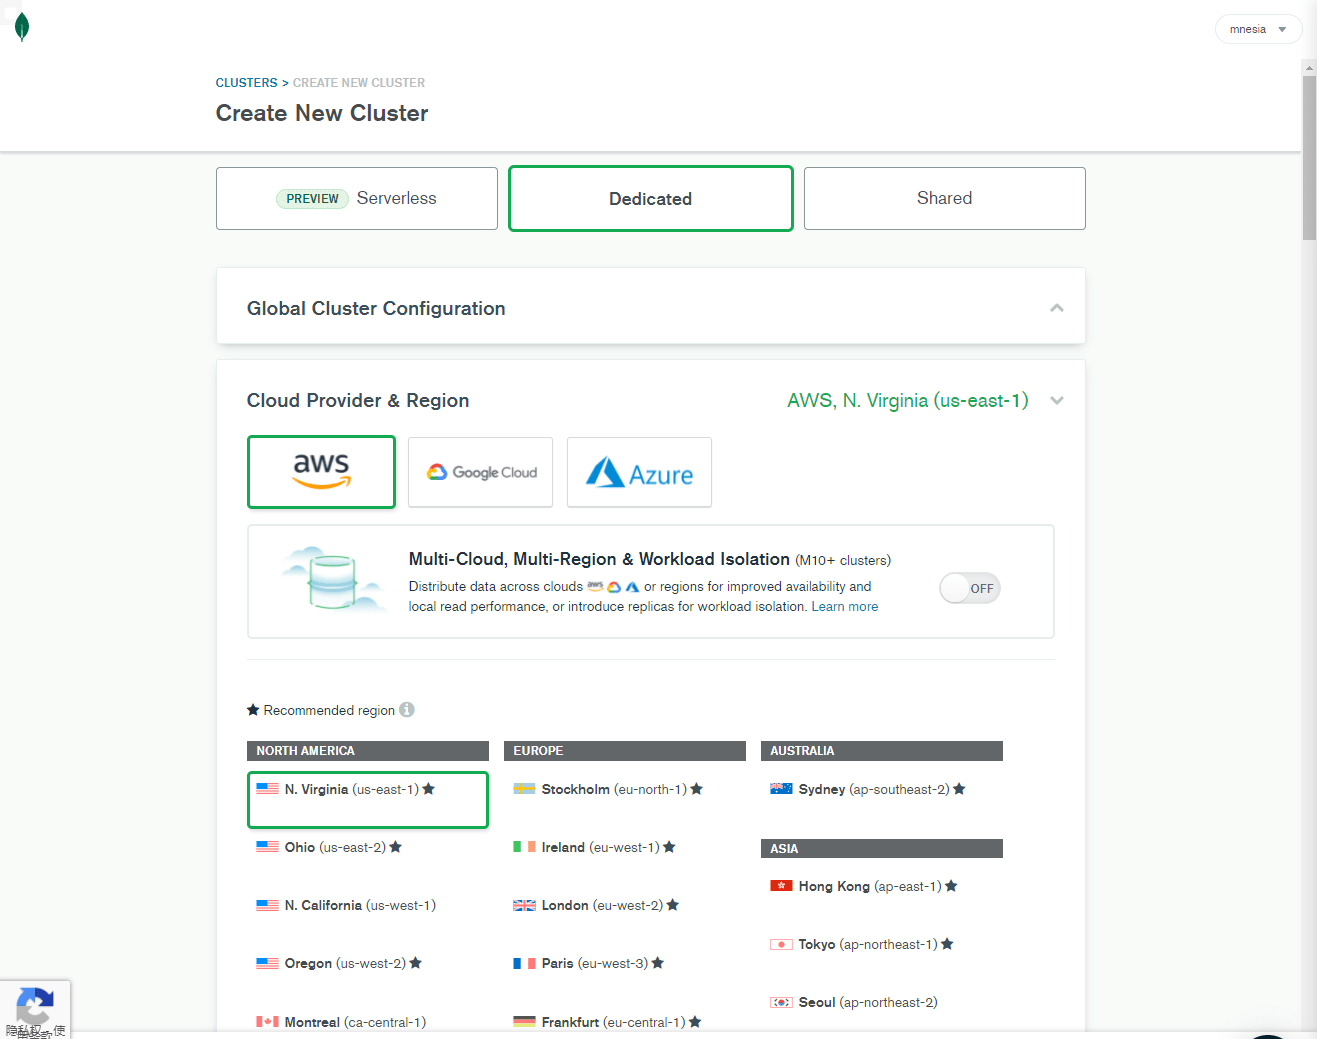 mnesia
CLUSTERS > CREATE NEW CLUSTER
Create New Cluster
PREVIEW Serverless
Dedicated
Shared
Global Cluster Configuration
Cloud Provider & Region
AWS, N. Virginia (us-east-1)
aws
Google Cloud
Azure
Multi-Cloud, Multi-Region & Workload Isolation (M10+ clusters)
Distribute data across clouds aws or regions for improved availability and
local read performance, or introduce replicas for workload isolation. Learn more
OFF
Recommended region
NORTH AMERICA
N. Virginia (us-east-1)
Ohio (us-east-2)
N. California (us-west-1)
Oregon (us-west-2)
Montreal (ca-central-1)
EUROPE
Stockholm (eu-north-1)
Ireland (eu-west-1)
London (eu-west-2)
Paris (eu-west-3)
Frankfurt (eu-central-1)
AUSTRALIA
Sydney (ap-southeast-2)
ASIA
Hong Kong (ap-east-1)
Tokyo (ap-northeast-1)
Seoul (ap-northeast-2)